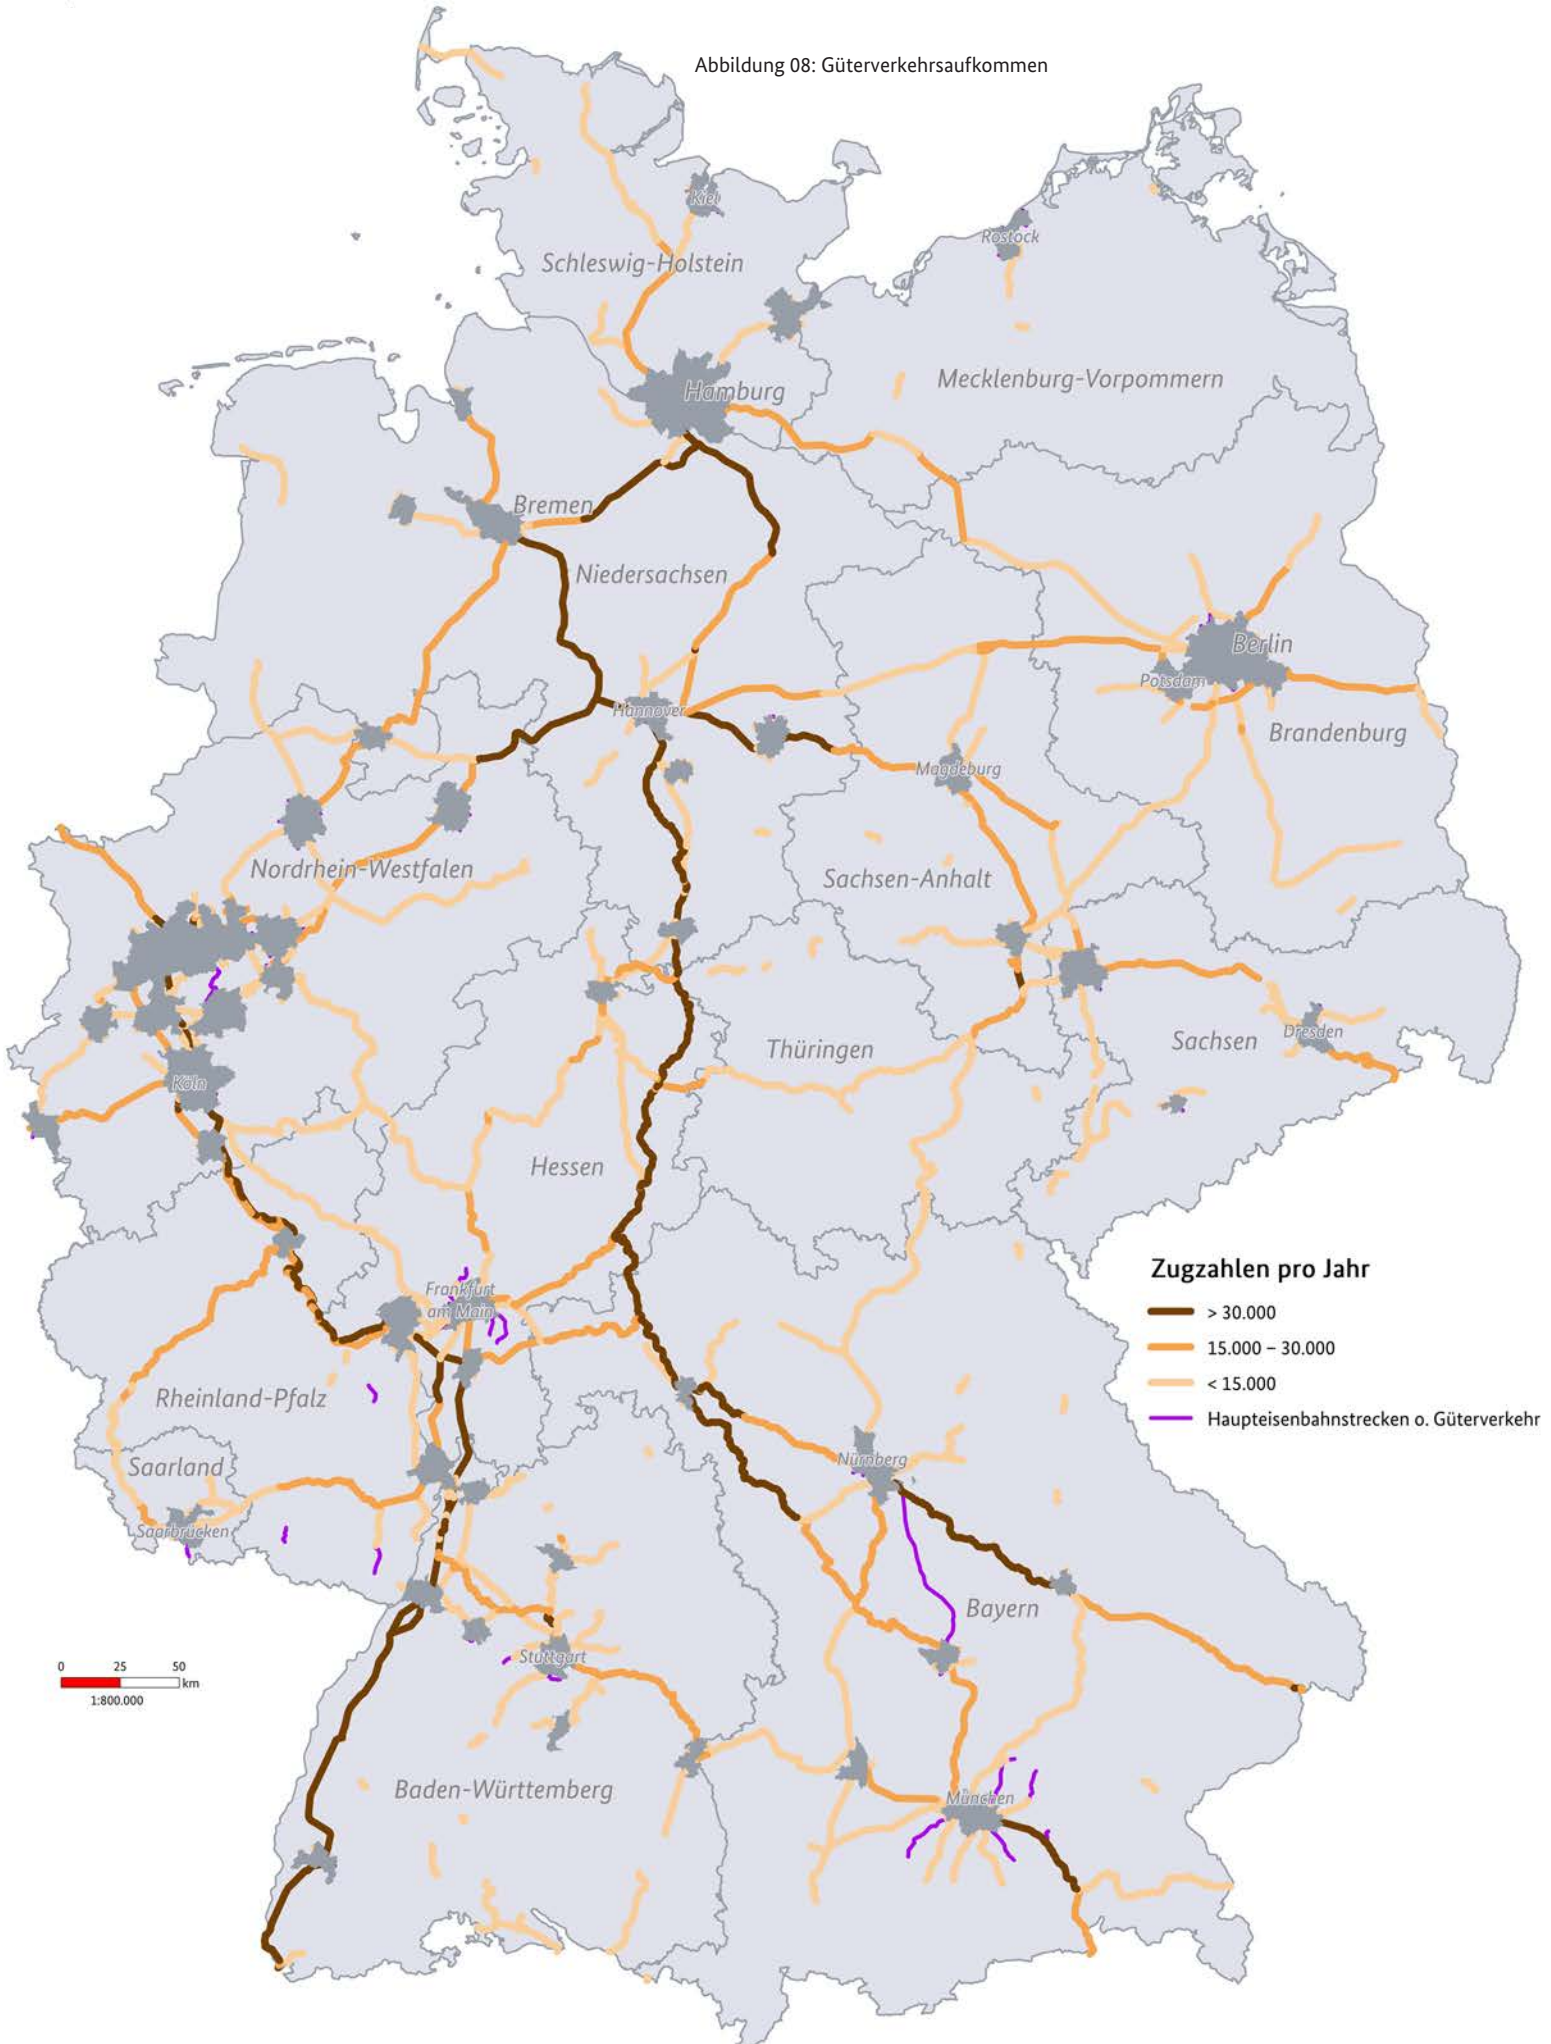 Abbildung 08: Güterverkehrsaufkommen
Kiel
Rostock
Schleswig-Holstein
Mecklenburg-Vorpommern
Hamburg
Bremen
Niedersachsen
Berlin
Potsdam
Hannover
Brandenburg
Magdeburg
Nordrhein-Westfalen
Sachsen-Anhalt
Dresden
Sachsen
Thüringen
Köln
Hessen
Zugzahlen pro Jahr
> 30.000
15.000 – 30.000
< 15.000
Haupteisenbahnstrecken o. Güterverkehr
Frankfurt
am Main
Rheinland-Pfalz
Saarland
Nürnberg
Saarbrücken
Bayern
Stuttgart
0 25 50
km
1:800.000
Baden-Württemberg
München